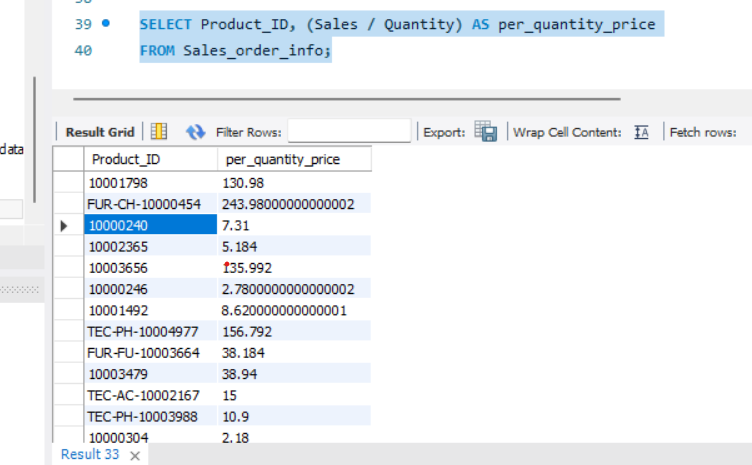 39 SELECT Product_ID, (Sales / Quantity) AS per_quantity_price
40 FROM Sales_order_info;
Result Grid Filter Rows: Export: Wrap Cell Content: Fetch rows:
data
Product_ID per_quantity_price
10001798 130.98
FUR-CH-10000454 243.98000000000002
10000240 7.31
10002365 5.184
10003656 135.992
10000246 2.7800000000000002
10001492 8.620000000000001
TEC-PH-10004977 156.792
FUR-FU-10003664 38.184
10003479 38.94
TEC-AC-10002167 15
TEC-PH-10003988 10.9
10000304 2.18
Result 33